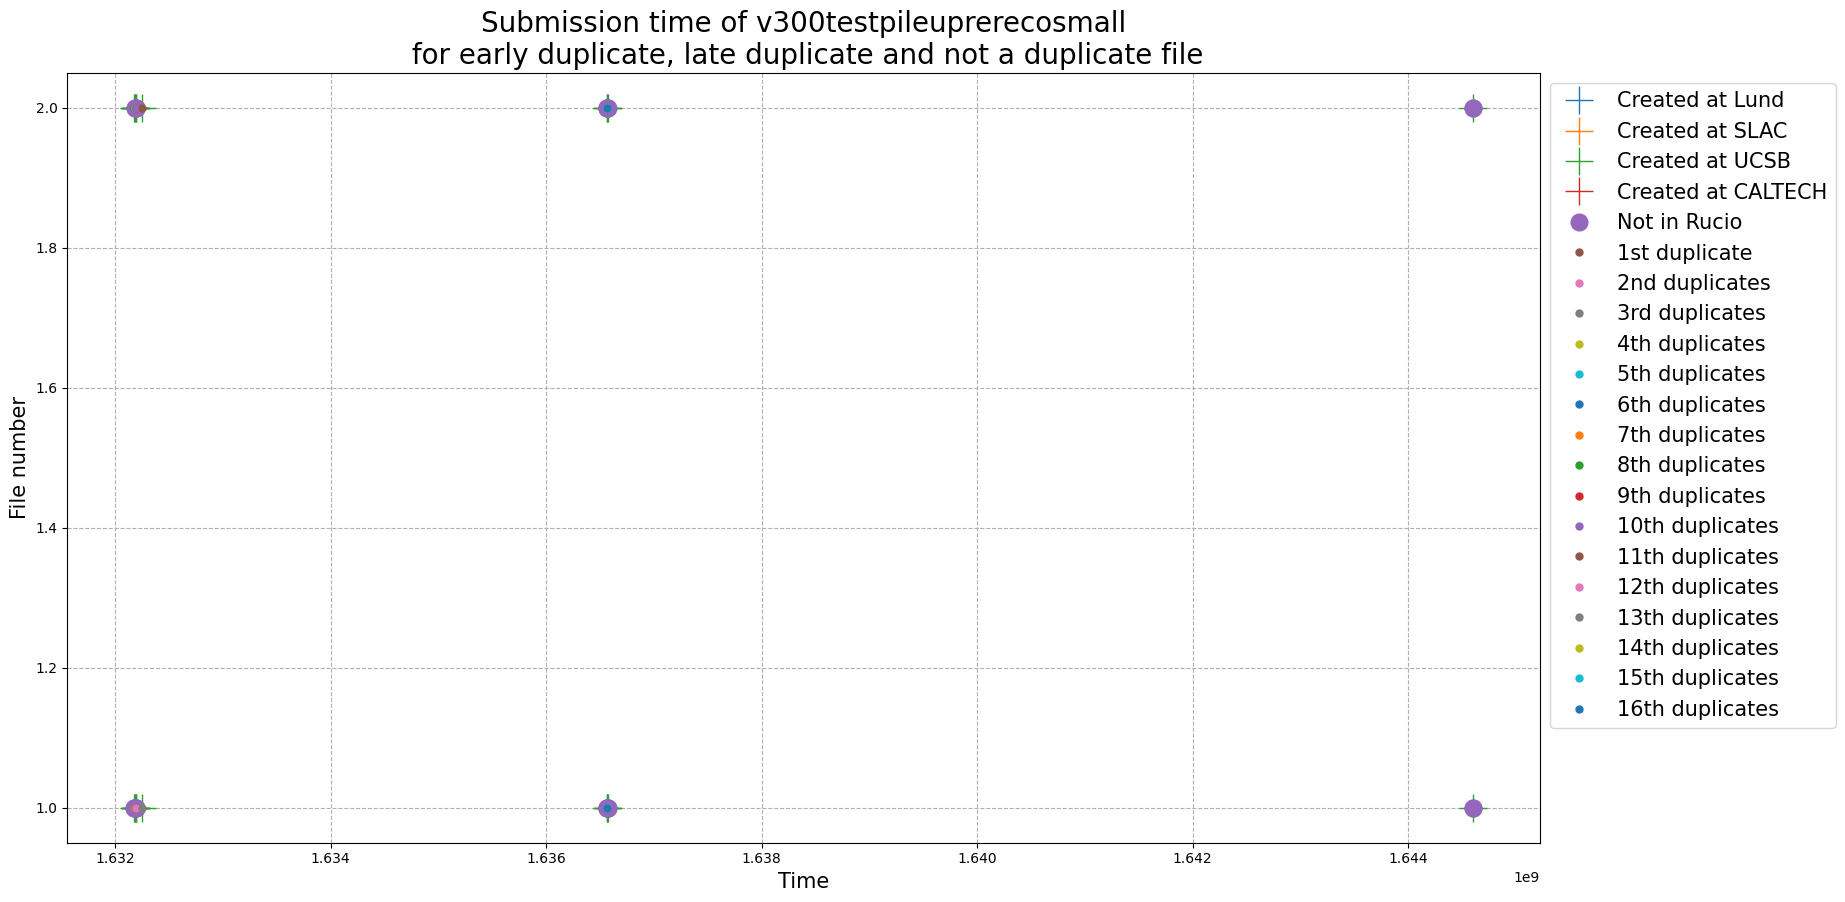 Submission time of v300testpileuprerecosmall
for early duplicate, late duplicate and not a duplicate file
2.0
1.8
1.6
1.4
1.2
1.0
File number
1.632
1.634
1.636
1.638
1.640
1.642
1.644
1e9
Time
Created at Lund
Created at SLAC
Created at UCSB
Created at CALTECH
Not in Rucio
1st duplicate
2nd duplicates
3rd duplicates
4th duplicates
5th duplicates
6th duplicates
7th duplicates
8th duplicates
9th duplicates
10th duplicates
11th duplicates
12th duplicates
13th duplicates
14th duplicates
15th duplicates
16th duplicates